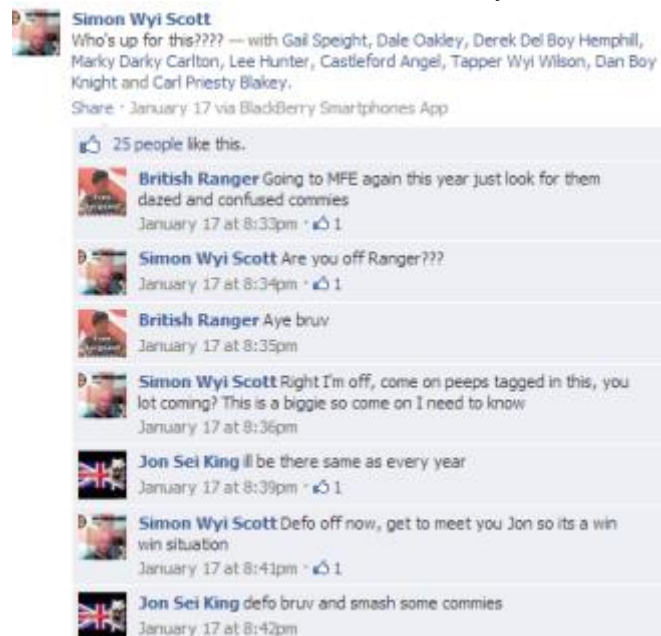 Simon Wyi Scott
Who's up for this???? — with Gail Speight, Dale Oakley, Derek Del Boy Hemphill,
Marky Darky Carlton, Lee Hunter, Castleford Angel, Tapper Wyi Wilson, Dan Boy
Knight and Carl Priesty Blakey.
Share · January 17 via BlackBerry Smartphones App
25 people like this.
British Ranger Going to MFE again this year just look for them
dazed and confused commies
January 17 at 8:33pm · 1
Simon Wyi Scott Are you off Ranger???
January 17 at 8:34pm · 1
British Ranger Aye bruv
January 17 at 8:35pm
Simon Wyi Scott Right I'm off, come on peeps tagged in this, you
lot coming? This is a biggie so come on I need to know
January 17 at 8:36pm
Jon Sei King ill be there same as every year
January 17 at 8:39pm · 1
Simon Wyi Scott Defo off now, get to meet you Jon so its a win
win situation
January 17 at 8:41pm · 1
Jon Sei King defo bruv and smash some commies
January 17 at 8:42pm